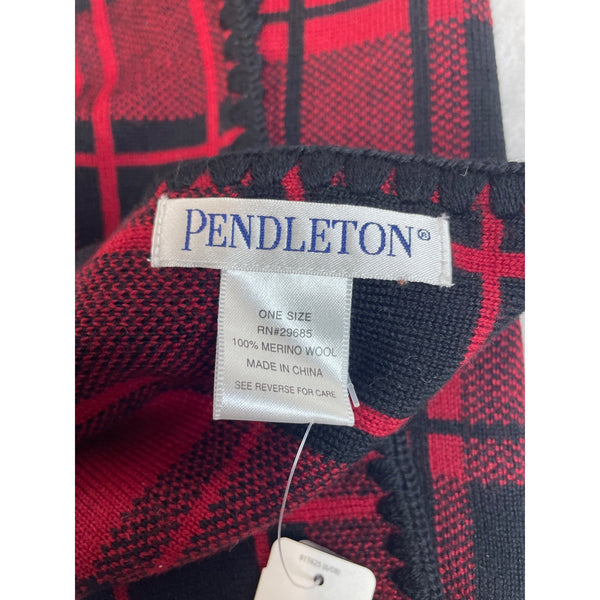 PENDLETON®
ONE SIZE
RN#29685
100% MERINO WOOL
MADE IN CHINA
SEE REVERSE FOR CARE